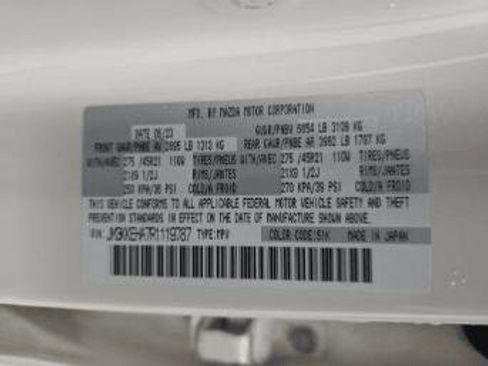 MFD. BY MAZDA MOTOR CORPORATION
DATE 06/23 GVWR/PNBV 6854 LB 3109 KG
FRONT GAWR/PNBE AV 2895 LB 1313 KG REAR GAWR/PNBE AR 3962 LB 1797 KG
WITH/AVEC 275 /45R21 110W TIRES/PNEUS WITH/AVEC 275 /45R21 110W TIRES/PNEUS
21X9 1/2J RIMS/JANTES 21X9 1/2J RIMS/JANTES
250 KPA/36 PSI COLD/FROID 270 KPA/39 PSI COLD/FROID
THIS VEHICLE CONFORMS TO ALL APPLICABLE FEDERAL MOTOR VEHICLE SAFETY AND THEFT
PREVENTION STANDARDS IN EFFECT ON THE DATE OF MANUFACTURE SHOWN ABOVE.
V.I.N.: JM3KKEHA7R1119787 TYPE:MPV COLOR CODE:51K MADE IN JAPAN